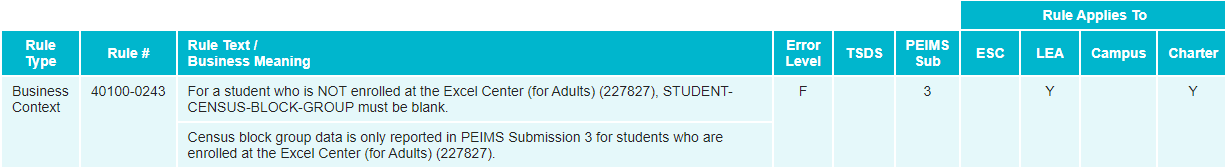 Rule Applies To
Rule
Type
Rule #
Rule Text /
Business Meaning
Error
Level
TSDS
PEIMS
Sub
ESC
LEA
Campus
Charter
Business
Context
40100-0243
For a student who is NOT enrolled at the Excel Center (for Adults) (227827), STUDENT-
CENSUS-BLOCK-GROUP must be blank.
F
3
Y
Y
Census block group data is only reported in PEIMS Submission 3 for students who are
enrolled at the Excel Center (for Adults) (227827).